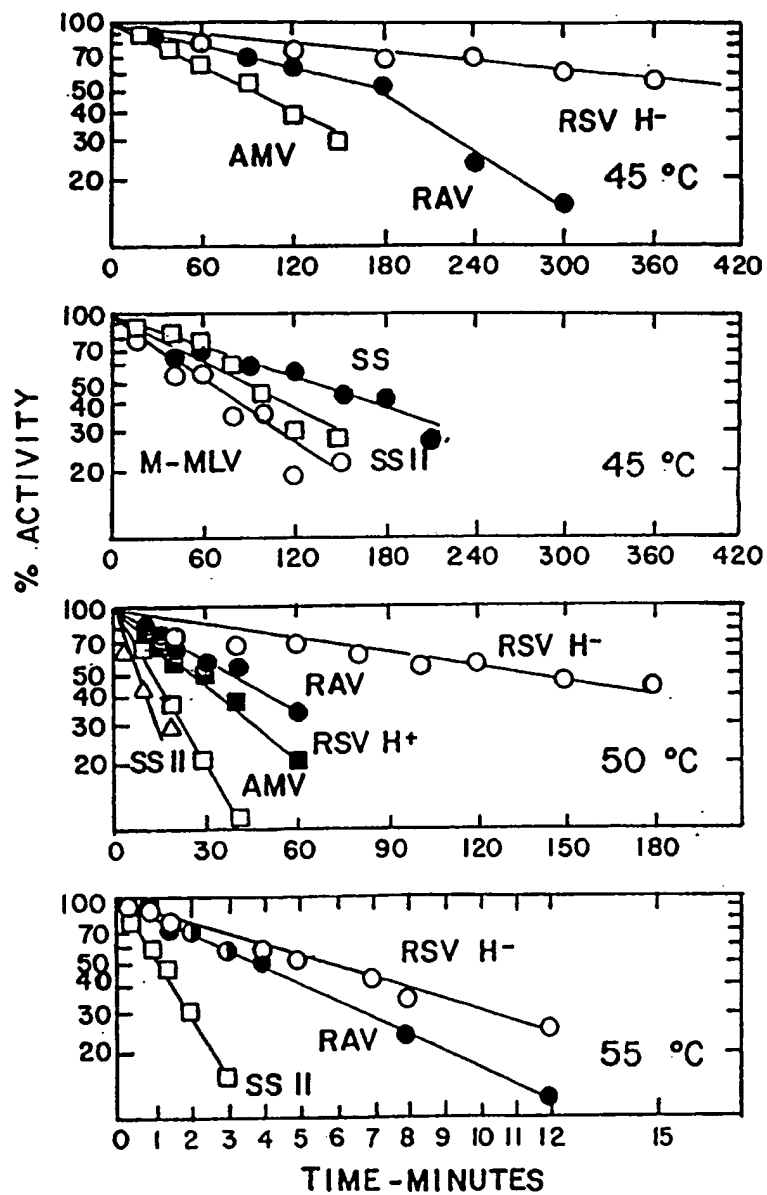 100
70
50
40
30
20
AMV
RAV
RSV H-
45 °C
0 60 120 180 240 300 360 420
100
70
50
40
30
20
SS
M-MLV
SS II
45 °C
0 60 120 180 240 300 360 420
% ACTIVITY
100
70
50
40
30
20
RSV H-
RAV
RSV H+
SS II
AMV
50 °C
0 30 60 90 120 150 180
100
70
50
40
30
20
RSV H-
RAV
SS II
55 °C
0 1 2 3 4 5 6 7 8 9 10 11 12 15
TIME-MINUTES